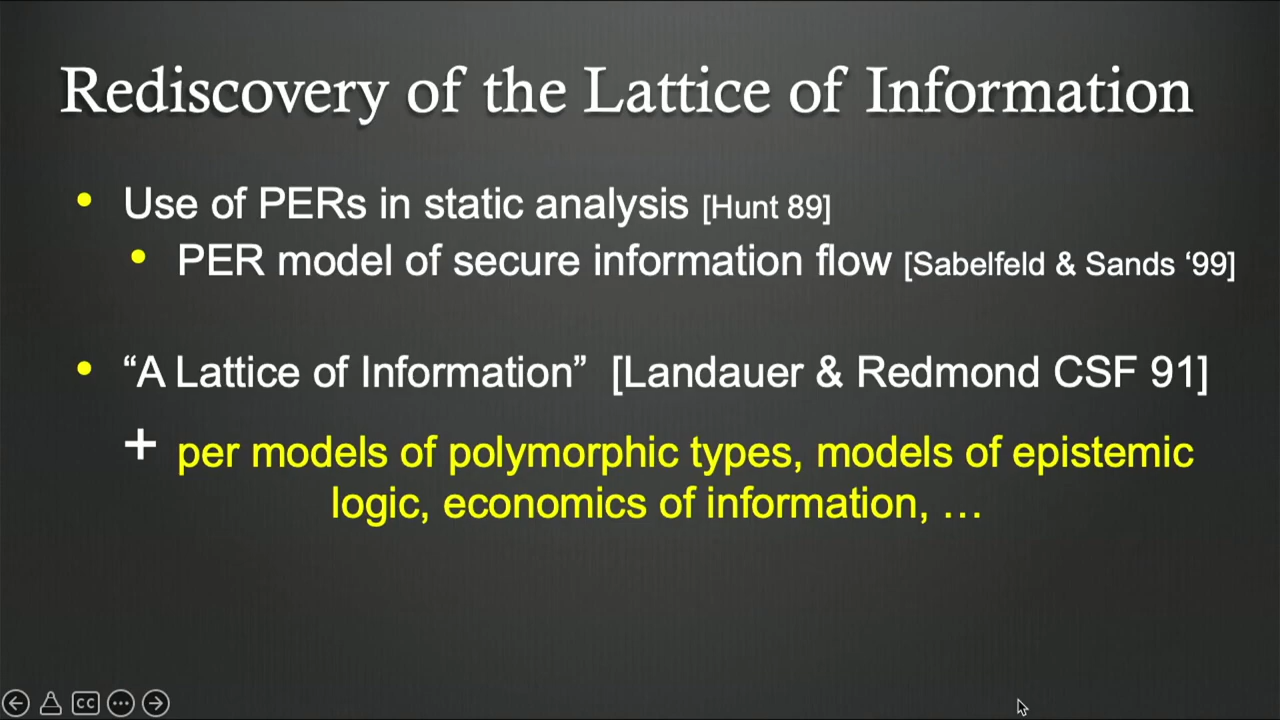 Rediscovery of the Lattice of Information
• Use of PERs in static analysis [Hunt 89]
• PER model of secure information flow [Sabelfeld & Sands ‘99]
• “A Lattice of Information” [Landauer & Redmond CSF 91]
+ per models of polymorphic types, models of epistemic
logic, economics of information, …
CC